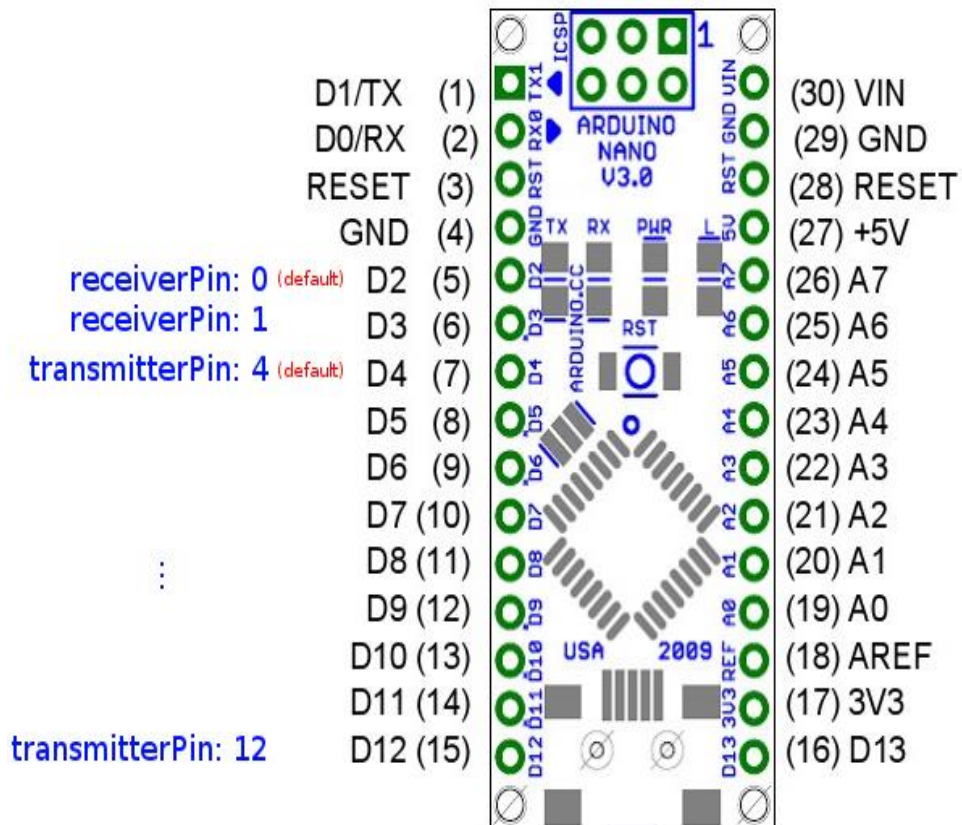 ICSP
1
D1/TX (1)
TX1
VIN
(30) VIN
D0/RX (2)
RX0
ARDUINO
NANO
V3.0
GND
(29) GND
RESET (3)
RST
RST
(28) RESET
GND (4)
GND
TX RX PWR L
5V
(27) +5V
receiverPin: 0 (default) D2 (5)
D2
ARDUINO.CC
A7
(26) A7
receiverPin: 1 D3 (6)
D3
RST
A6
(25) A6
transmitterPin: 4 (default) D4 (7)
D4
A5
(24) A5
D5 (8)
D5
A4
(23) A4
D6 (9)
D6
A3
(22) A3
D7 (10)
D7
A2
(21) A2
⋮
D8 (11)
D8
A1
(20) A1
D9 (12)
D9
A0
(19) A0
D10 (13)
D10
USA 2009
REF
(18) AREF
D11 (14)
D11
3V3
(17) 3V3
transmitterPin: 12 D12 (15)
D12
D13
(16) D13